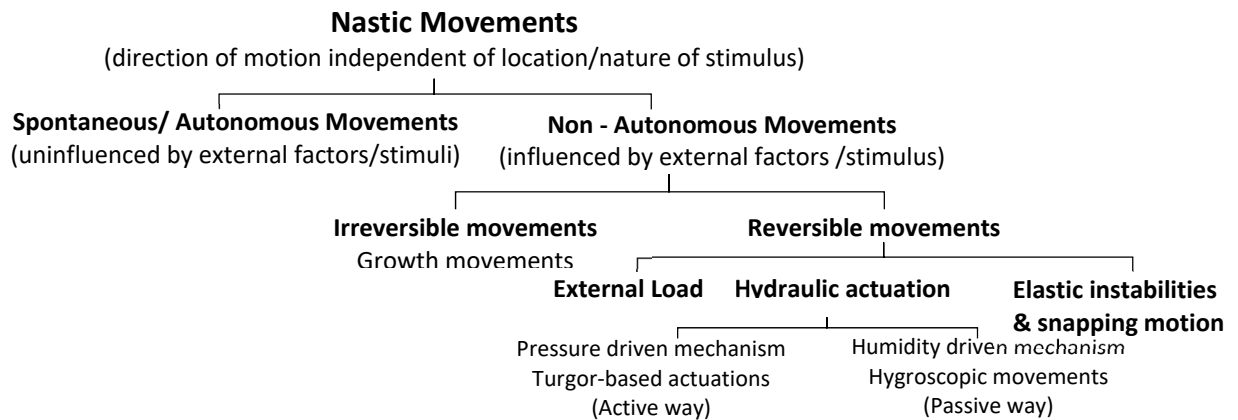 Nastic Movements
(direction of motion independent of location/nature of stimulus)
Spontaneous/ Autonomous Movements
(uninfluenced by external factors/stimuli)
Non - Autonomous Movements
(influenced by external factors /stimulus)
Irreversible movements
Growth movements
Reversible movements
External Load
Hydraulic actuation
Elastic instabilities
& snapping motion
Pressure driven mechanism
Turgor-based actuations
(Active way)
Humidity driven mechanism
Hygroscopic movements
(Passive way)